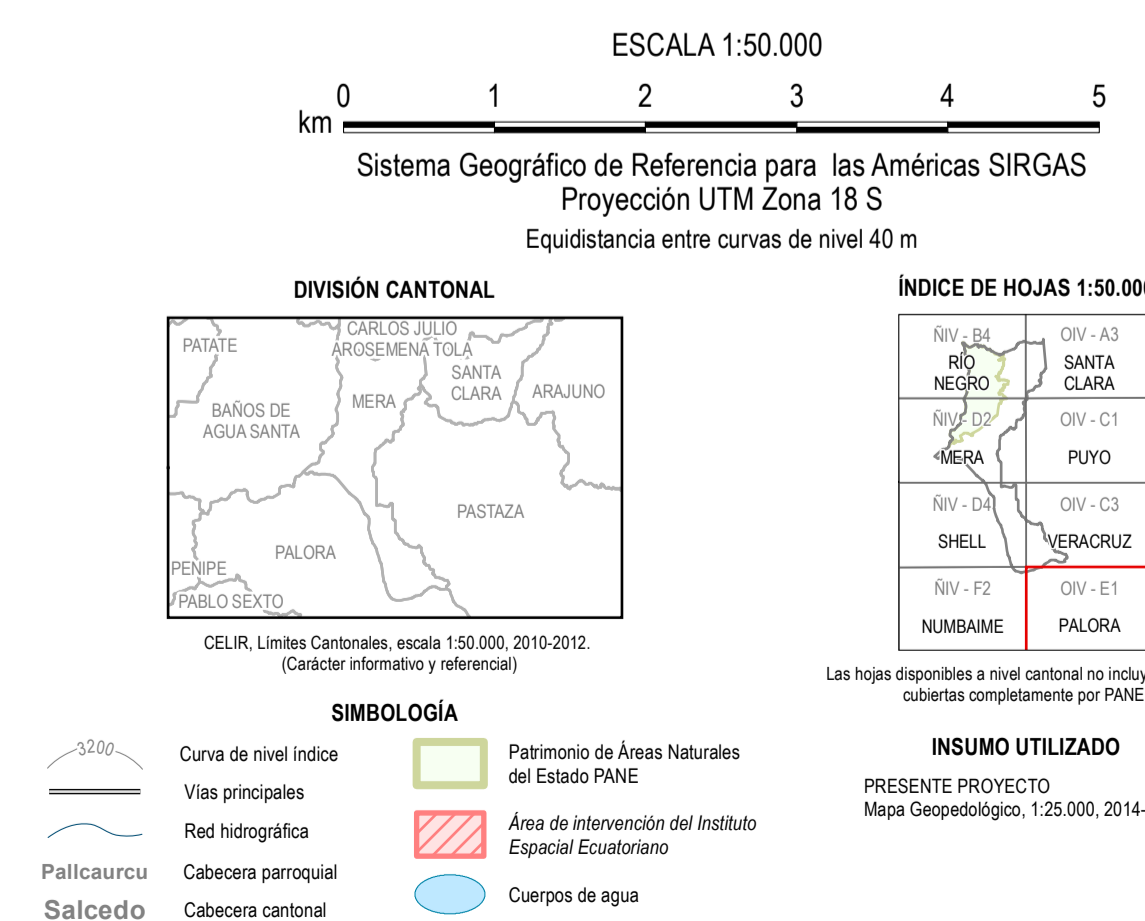 ESCALA 1:50.000
0 1 2 3 4 5
km
Sistema Geográfico de Referencia para las Américas SIRGAS
Proyección UTM Zona 18 S
Equidistancia entre curvas de nivel 40 m
DIVISIÓN CANTONAL
CARLOS JULIO
AROSEMENA TOLA
PATATE
SANTA
CLARA
ARAJUNO
MERA
BAÑOS DE
AGUA SANTA
PASTAZA
PALORA
PENIPE
PABLO SEXTO
CELIR, Límites Cantonales, escala 1:50.000, 2010-2012.
(Carácter informativo y referencial)
ÍNDICE DE HOJAS 1:50.000
ÑIV - B4
RÍO
NEGRO
OIV - A3
SANTA
CLARA
ÑIV - D2
MERA
OIV - C1
PUYO
ÑIV - D4
SHELL
OIV - C3
VERACRUZ
ÑIV - F2
NUMBAIME
OIV - E1
PALORA
Las hojas disponibles a nivel cantonal no incluy
cubiertas completamente por PANE
SIMBOLOGÍA
3200
Curva de nivel índice
Vías principales
Red hidrográfica
Pallcaurcu Cabecera parroquial
Salcedo Cabecera cantonal
Patrimonio de Áreas Naturales
del Estado PANE
Área de intervención del Instituto
Espacial Ecuatoriano
Cuerpos de agua
INSUMO UTILIZADO
PRESENTE PROYECTO
Mapa Geopedológico, 1:25.000, 2014-